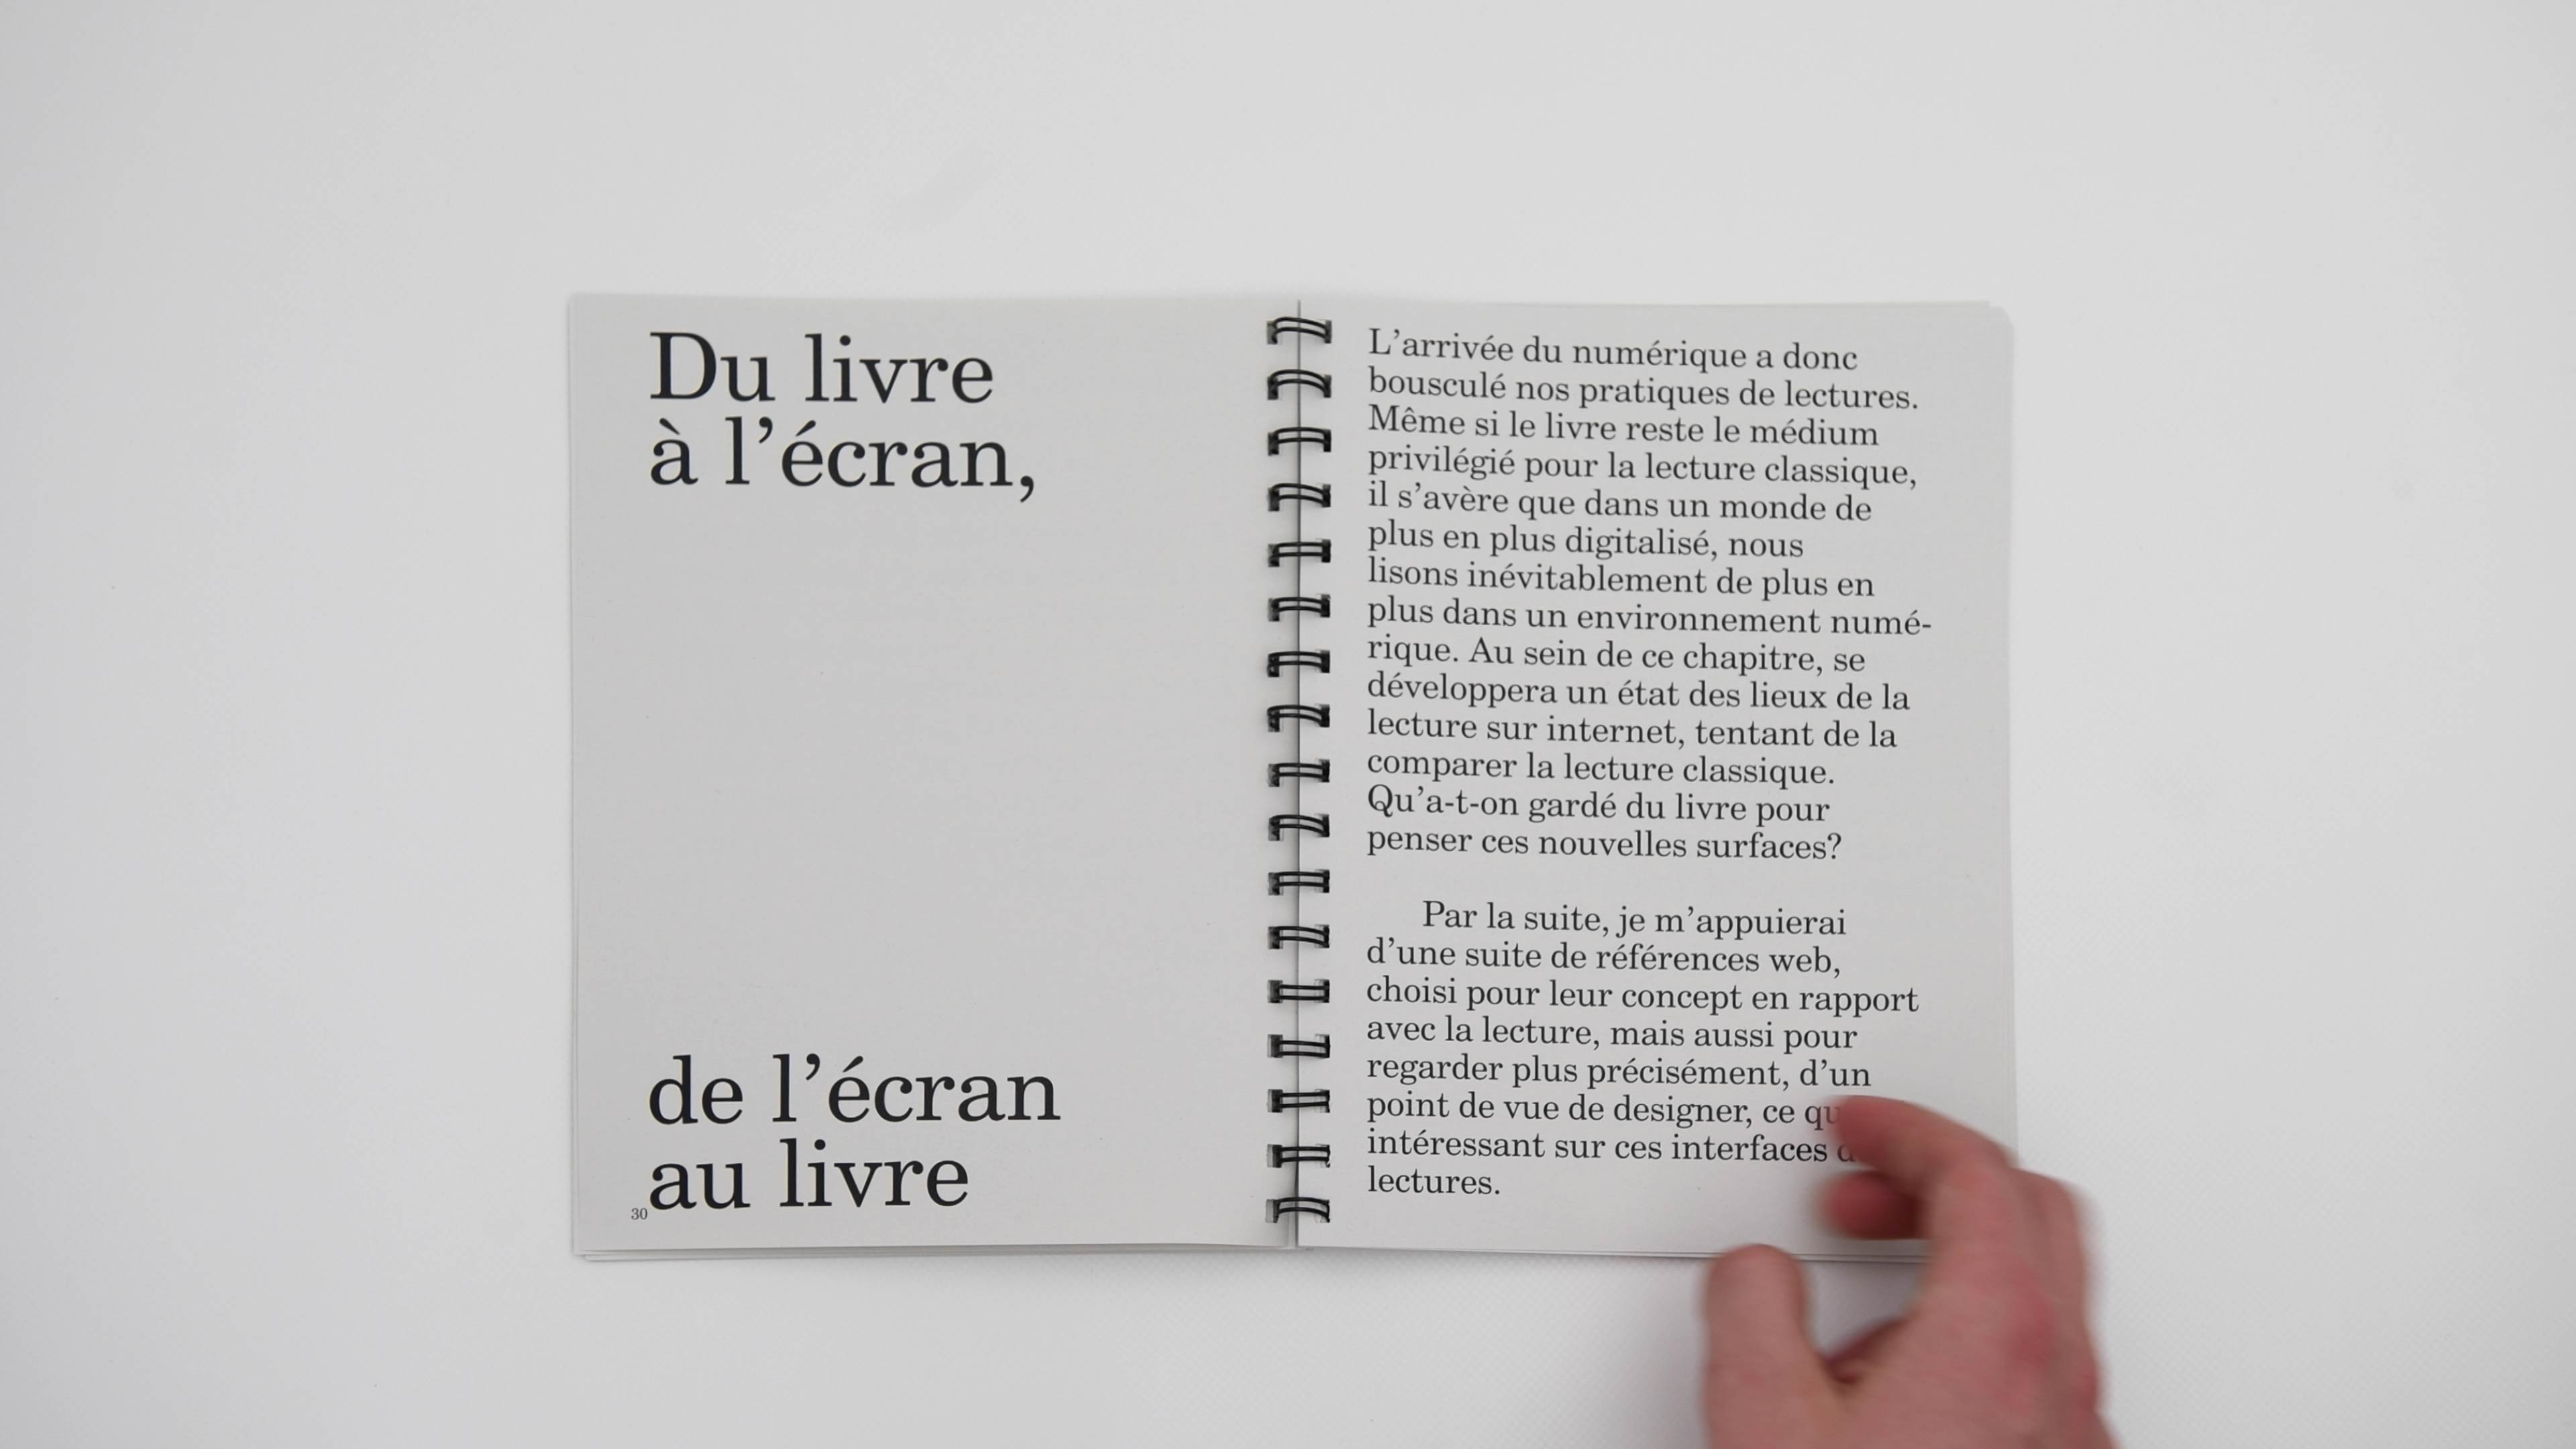 Du livre
à l’écran,
de l’écran
au livre
30
L’arrivée du numérique a donc
bousculé nos pratiques de lectures.
Même si le livre reste le médium
privilégié pour la lecture classique,
il s’avère que dans un monde de
plus en plus digitalisé, nous
lisons inévitablement de plus en
plus dans un environnement numé-
rique. Au sein de ce chapitre, se
développera un état des lieux de la
lecture sur internet, tentant de la
comparer la lecture classique.
Qu’a-t-on gardé du livre pour
penser ces nouvelles surfaces?
Par la suite, je m’appuierai
d’une suite de références web,
choisi pour leur concept en rapport
avec la lecture, mais aussi pour
regarder plus précisément, d’un
point de vue de designer, ce
intéressant sur ces interfaces
lectures.